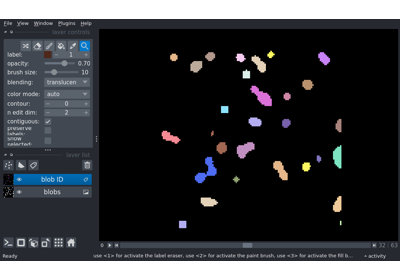 File View Window Plugins Help
layer controls
label: 1
opacity: 0.70
brush size: 10
blending: translucen
color mode: auto
contour: 0
n edit dim: 2
contiguous:
preserve
labels:
show
selected:
layer list
blob ID
blobs
32 63
Ready
use <1> for activate the label eraser, use <2> for activate the paint brush, use <3> for activate the fill b...
activity